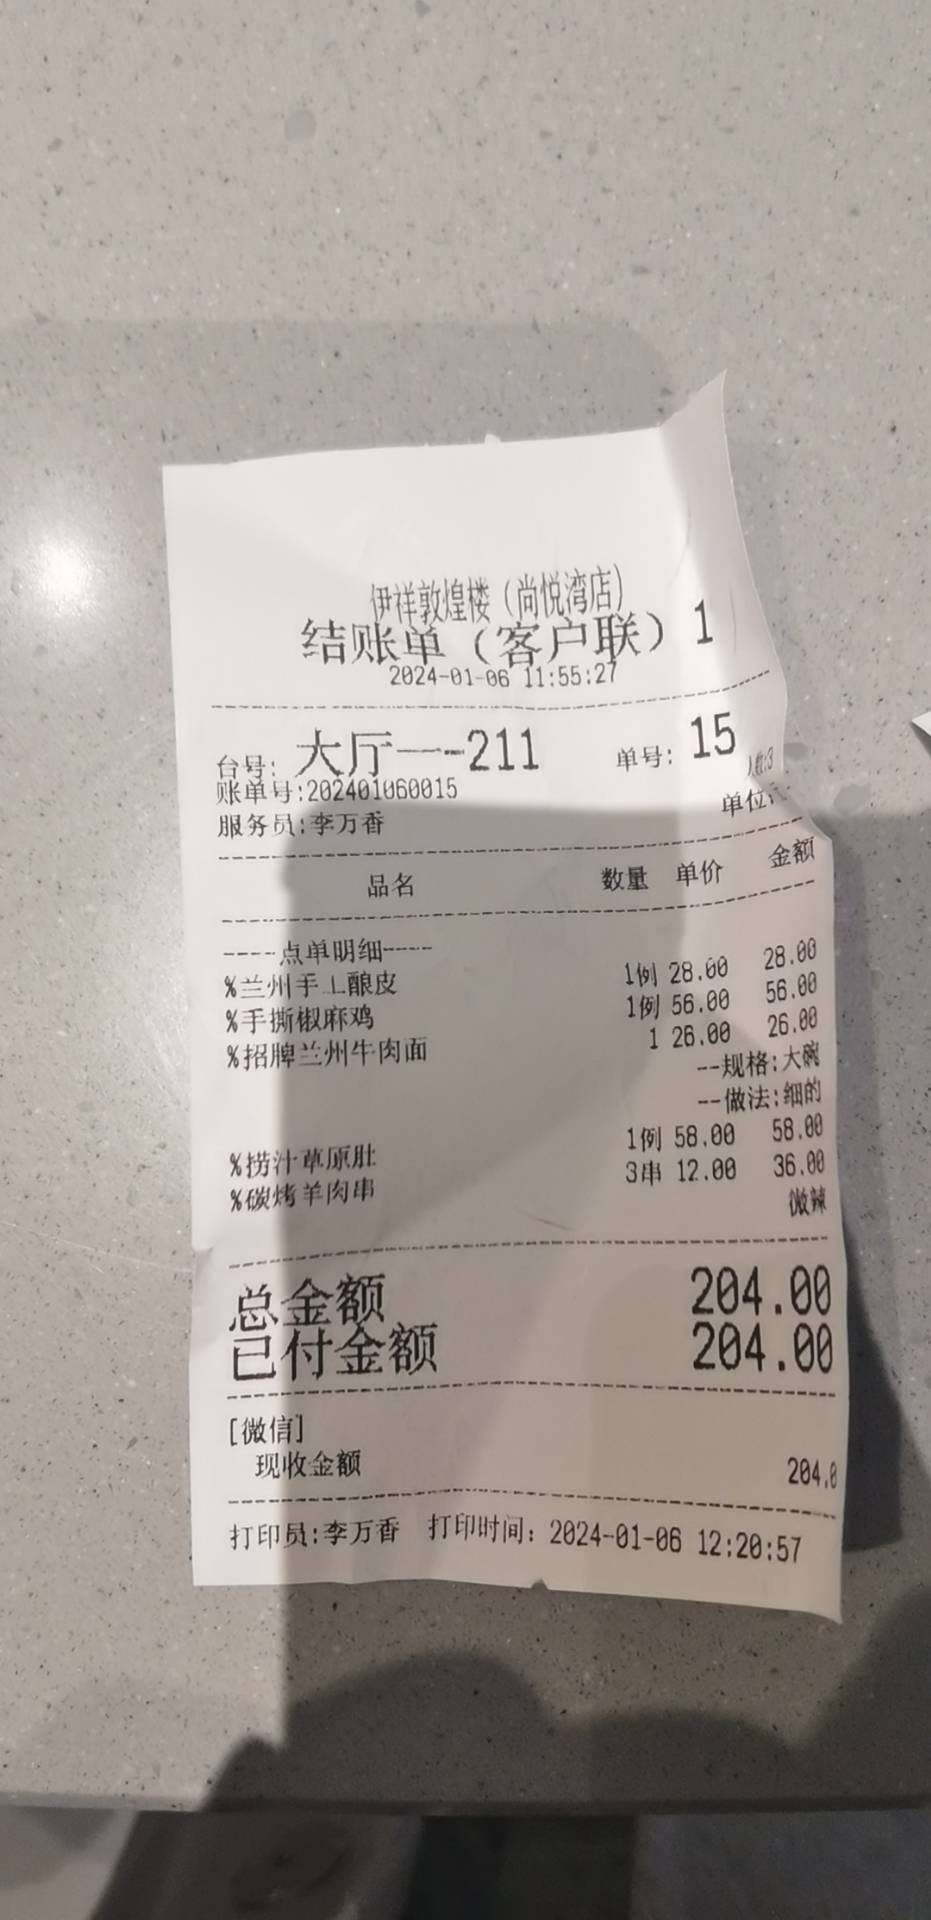 伊祥敦煌楼（尚悦湾店）
结账单（客户联）1
2024-01-06 11:55:27
台号: 大厅一-211 单号: 15
账单号:202401060015 人数:3
服务员:李万香 单位:
品名 数量 单价 金额
----点单明细----
%兰州手工酿皮 1例 28.00 28.00
%手撕椒麻鸡 1例 56.00 56.00
%招牌兰州牛肉面 1 26.00 26.00
--规格:大碗
--做法:细的
%捞汁草原肚 1例 58.00 58.00
%碳烤羊肉串 3串 12.00 36.00
微辣
总金额 204.00
已付金额 204.00
[微信]
现收金额 204.0
打印员:李万香 打印时间: 2024-01-06 12:20:57